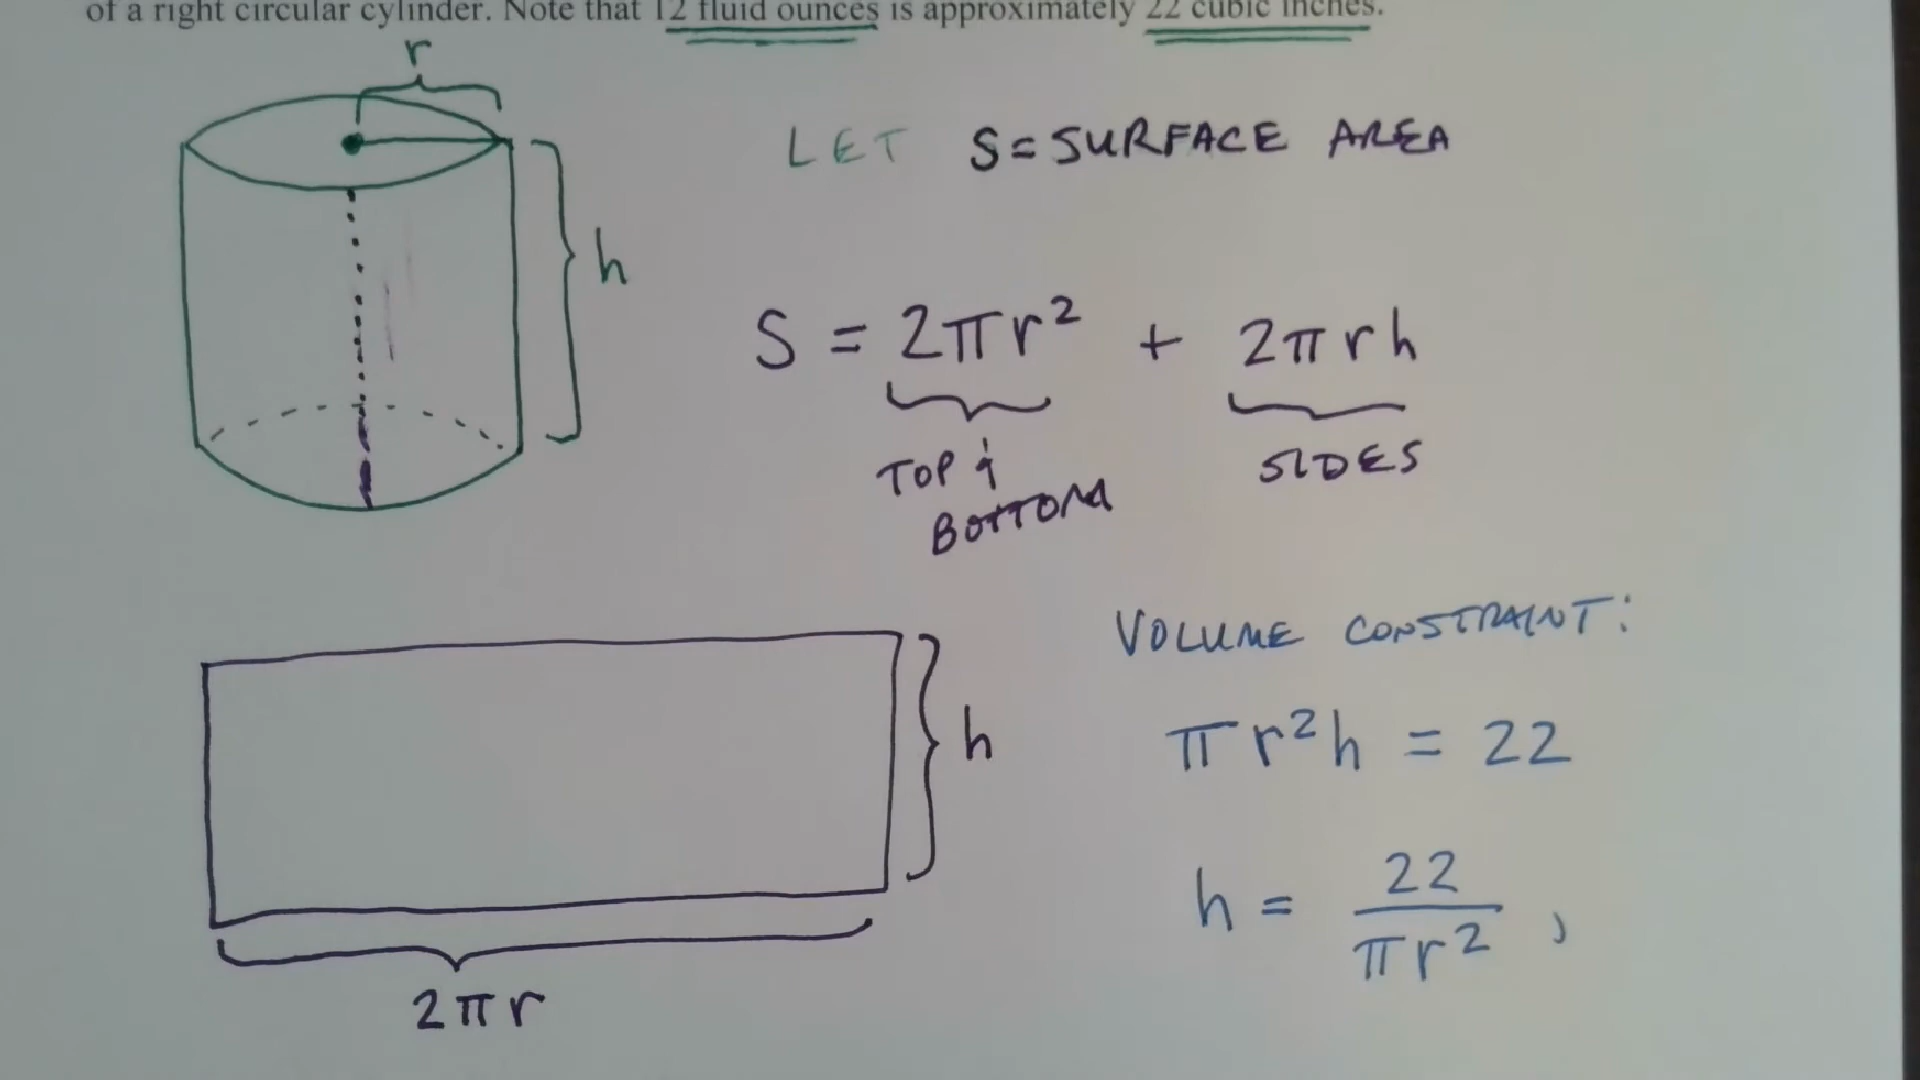 of a right circular cylinder. Note that 12 fluid ounces is approximately 22 cubic inches.
r
LET S = SURFACE AREA
h
S = 2πr² + 2πrh
TOP & BOTTOM
SIDES
VOLUME CONSTRAINT:
h
πr²h = 22
h = 22/πr² ,
2πr